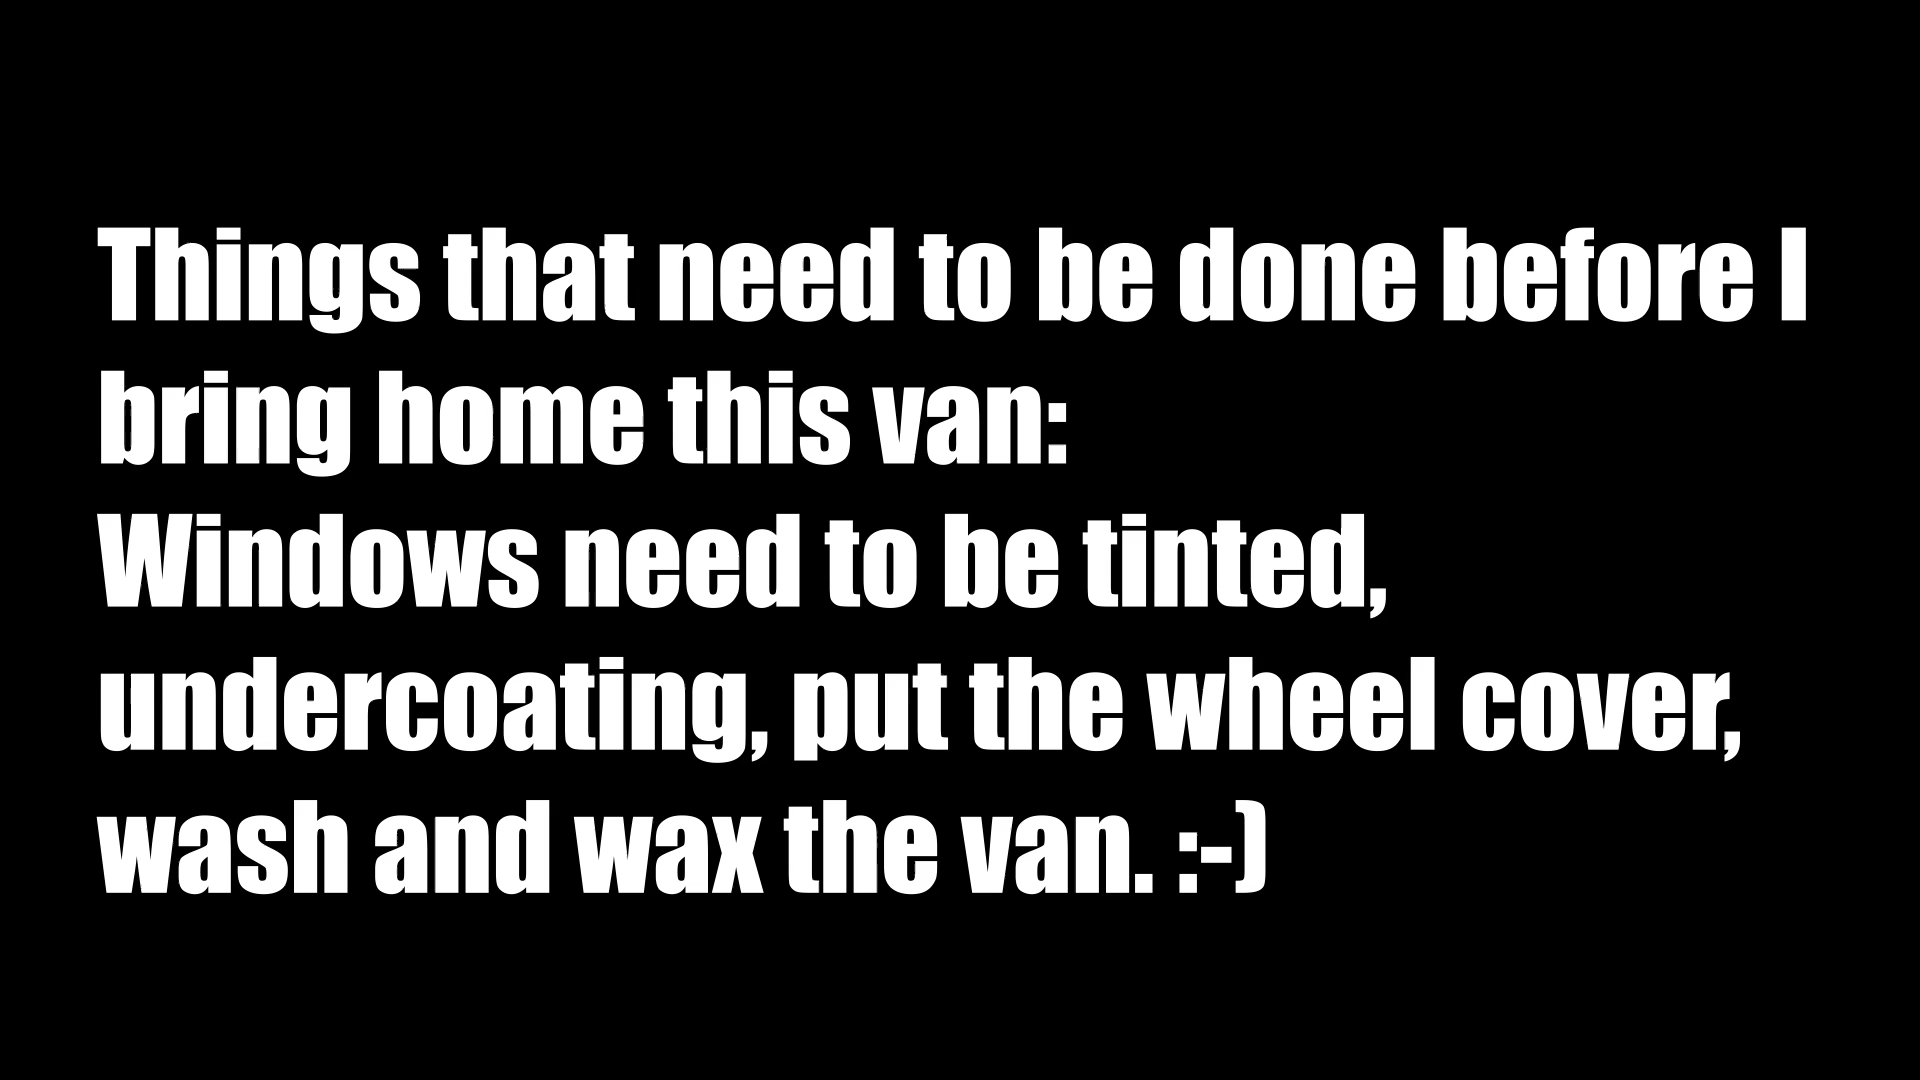 Things that need to be done before I
bring home this van:
Windows need to be tinted,
undercoating, put the wheel cover,
wash and wax the van. :-)